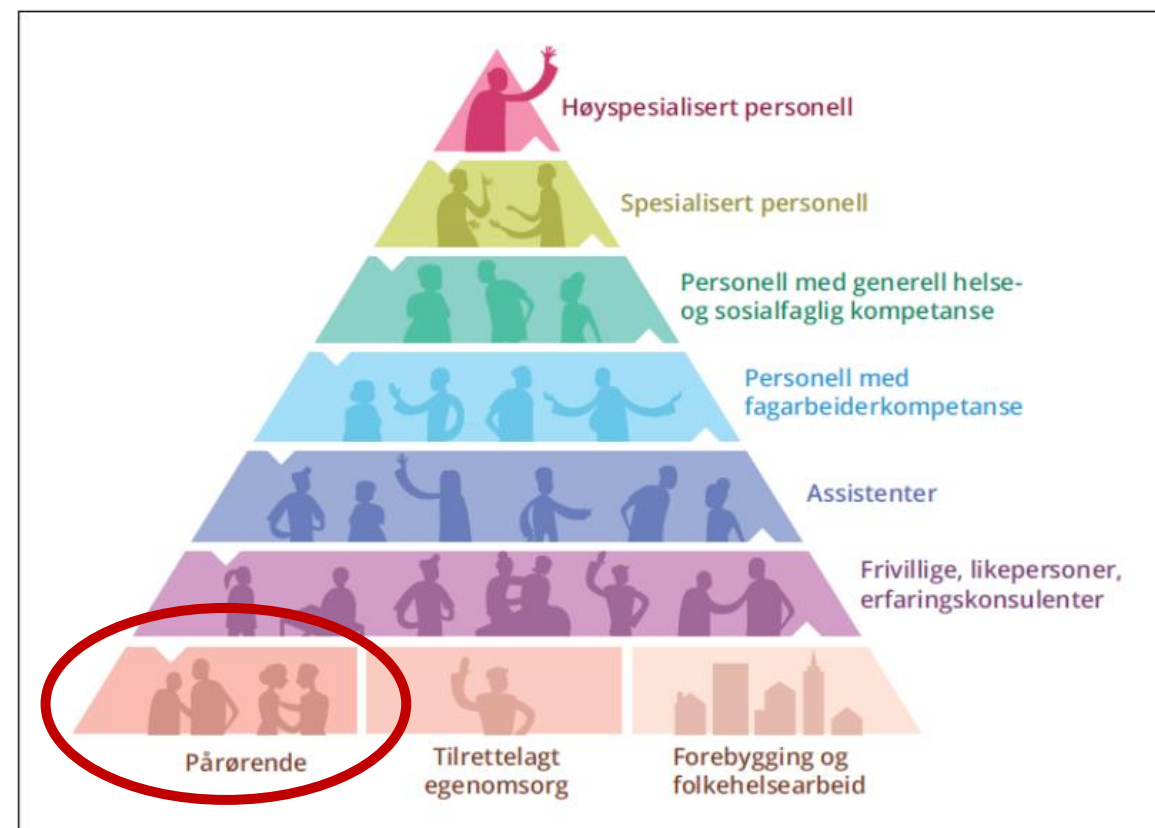 Høyspesialisert personell
Spesialisert personell
Personell med generell helse-
og sosialfaglig kompetanse
Personell med
fagarbeiderkompetanse
Assistenter
Frivillige, likepersoner,
erfaringskonsulenter
Pårørende
Tilrettelagt
egenomsorg
Forebygging og
folkehelsearbeid